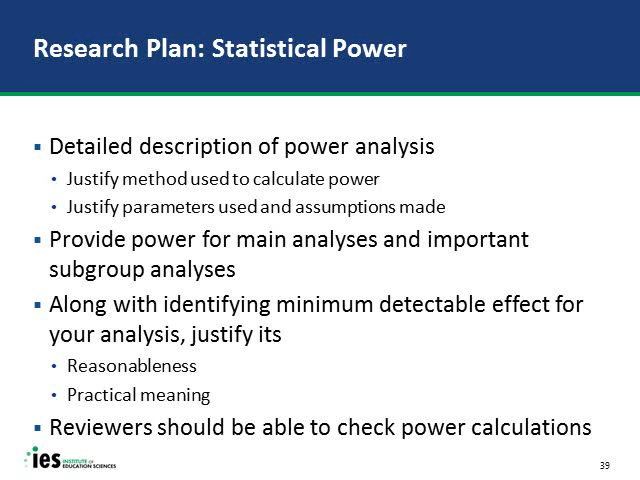 Research Plan: Statistical Power
▪ Detailed description of power analysis
• Justify method used to calculate power
• Justify parameters used and assumptions made
▪ Provide power for main analyses and important
subgroup analyses
▪ Along with identifying minimum detectable effect for
your analysis, justify its
• Reasonableness
• Practical meaning
▪ Reviewers should be able to check power calculations
ies INSTITUTE OF
EDUCATION SCIENCES
39